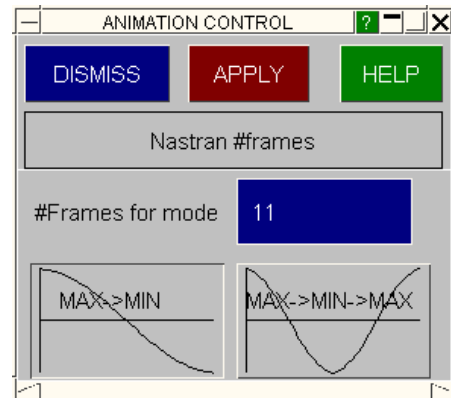 ANIMATION CONTROL ?
DISMISS APPLY HELP
Nastran #frames
#Frames for mode 11
MAX->MIN MAX->MIN->MAX